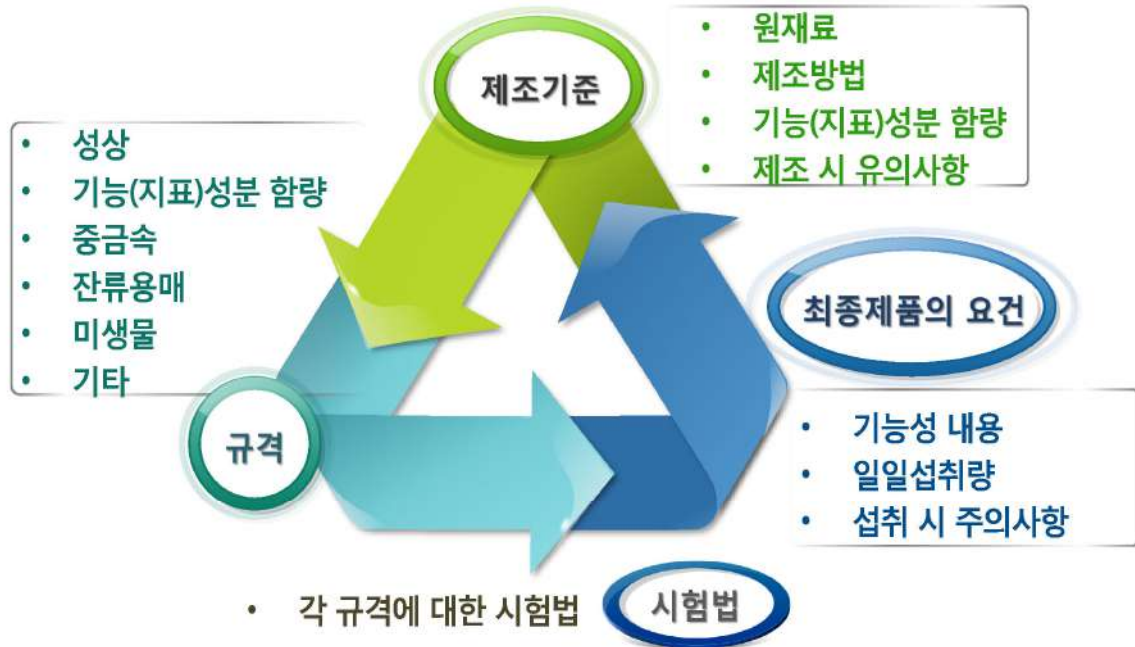 제조기준
• 원재료
• 제조방법
• 기능(지표)성분 함량
• 제조 시 유의사항
• 성상
• 기능(지표)성분 함량
• 중금속
• 잔류용매
• 미생물
• 기타
규격
최종제품의 요건
• 기능성 내용
• 일일섭취량
• 섭취 시 주의사항
• 각 규격에 대한 시험법
시험법